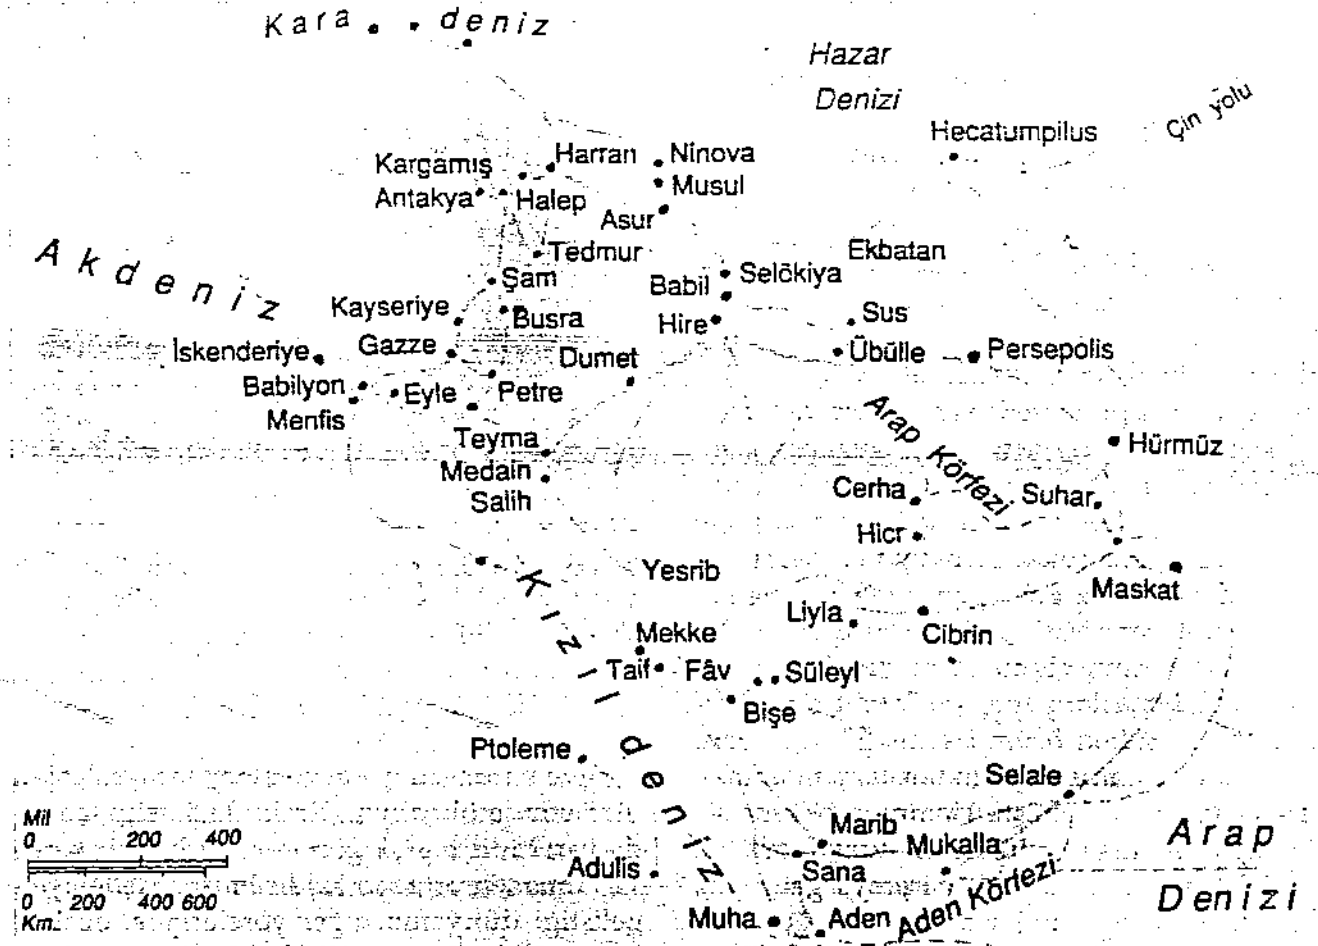 Kara deniz
Hazar
Denizi
Çin yolu
Hecatumpilus
Kargamış
Harran
Ninova
Antakya
Halep
Musul
Asur
Akdeniz
Tedmur
Ekbatan
Şam
Babil
Selökiya
Kayseriye
Busra
Hire
Sus
İskenderiye
Gazze
Dumet
Übülle
Persepolis
Babilyon
Eyle
Petre
Menfis
Arap Körfezi
Teyma
Hürmüz
Medain
Salih
Cerha
Suhar
Hicr
Yesrib
Maskat
Kızıl deniz
Liyla
Cibrin
Mekke
Taif
Fâv
Süleyl
Bişe
Ptoleme
Selale
Mil
0 200 400
0 200 400 600
Km.
Marib
Mukalla
Arap
Denizi
Adulis
Sana
Muha
Aden
Aden Körfezi